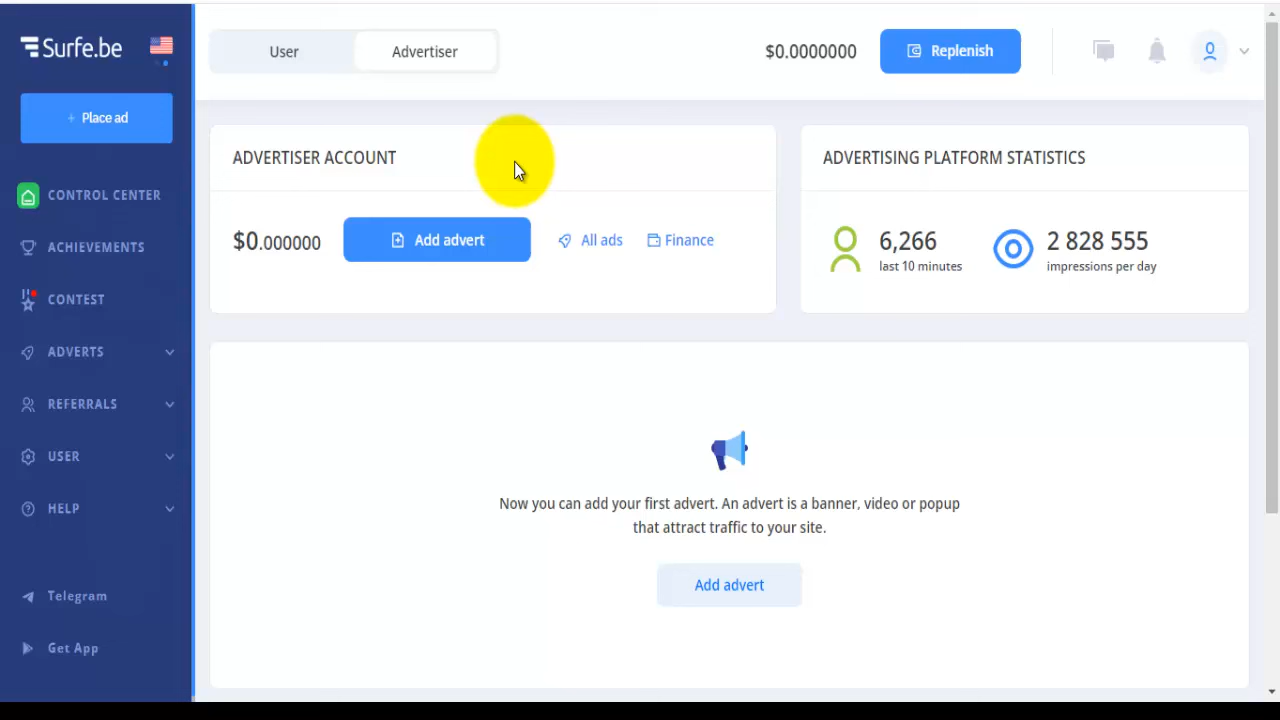 Surfe.be
+ Place ad
CONTROL CENTER
ACHIEVEMENTS
CONTEST
ADVERTS
REFERRALS
USER
HELP
Telegram
Get App
User
Advertiser
$0.0000000
Replenish
ADVERTISER ACCOUNT
$0.000000
Add advert
All ads
Finance
ADVERTISING PLATFORM STATISTICS
6,266
last 10 minutes
2 828 555
impressions per day
Now you can add your first advert. An advert is a banner, video or popup
that attract traffic to your site.
Add advert